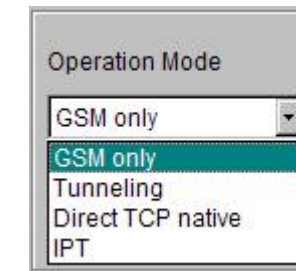 Operation Mode
GSM only
GSM only
Tunneling
Direct TCP native
IPT